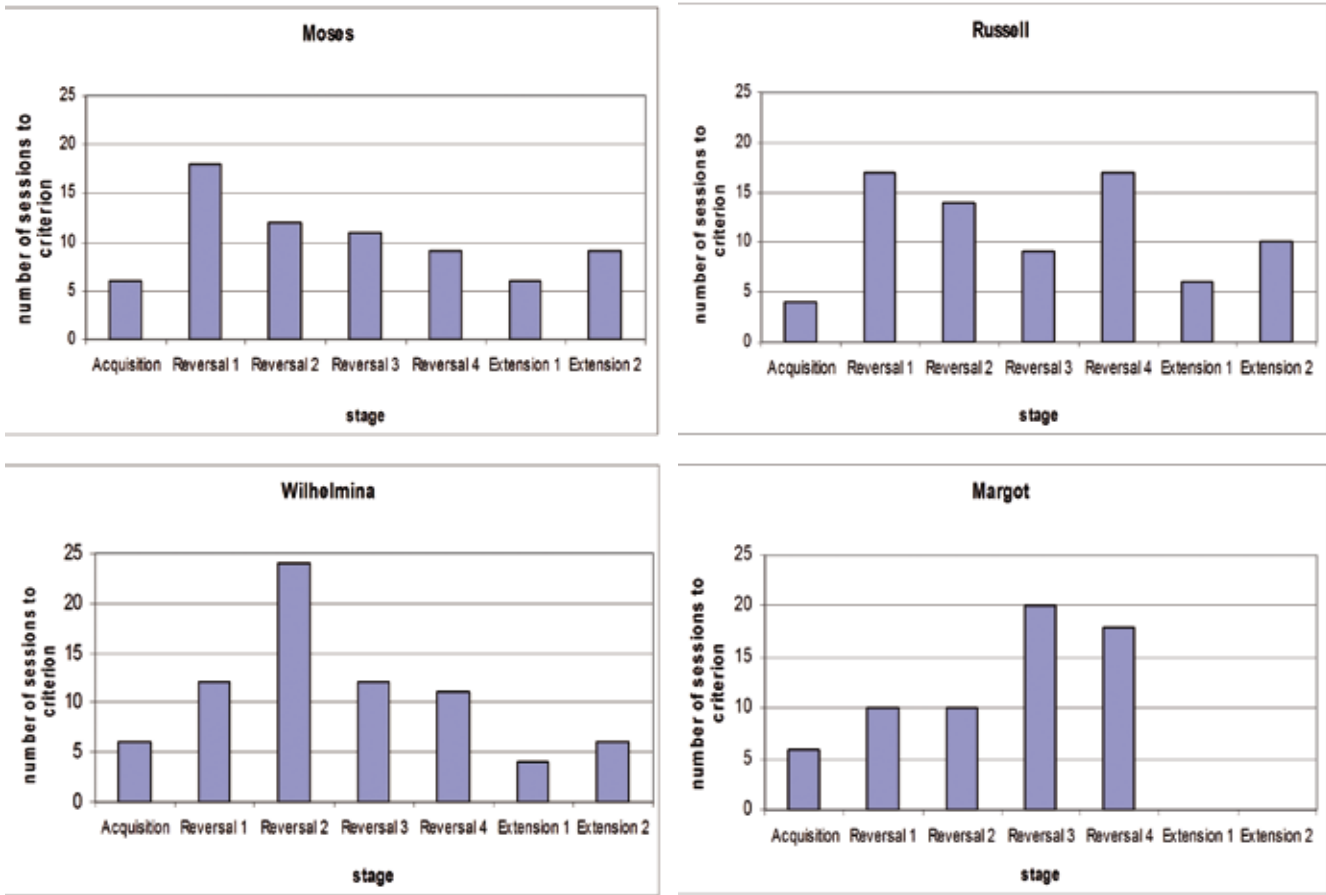 Moses
number of sessions to
criterion
25
20
15
10
5
0
Acquisition Reversal 1 Reversal 2 Reversal 3 Reversal 4 Extension 1 Extension 2
stage
Russell
number of sessions to
criterion
25
20
15
10
5
0
Acquisition Reversal 1 Reversal 2 Reversal 3 Reversal 4 Extension 1 Extension 2
stage
Wilhelmina
number of sessions to
criterion
25
20
15
10
5
0
Acquisition Reversal 1 Reversal 2 Reversal 3 Reversal 4 Extension 1 Extension 2
stage
Margot
number of sessions to
criterion
25
20
15
10
5
0
Acquisition Reversal 1 Reversal 2 Reversal 3 Reversal 4 Extension 1 Extension 2
stage